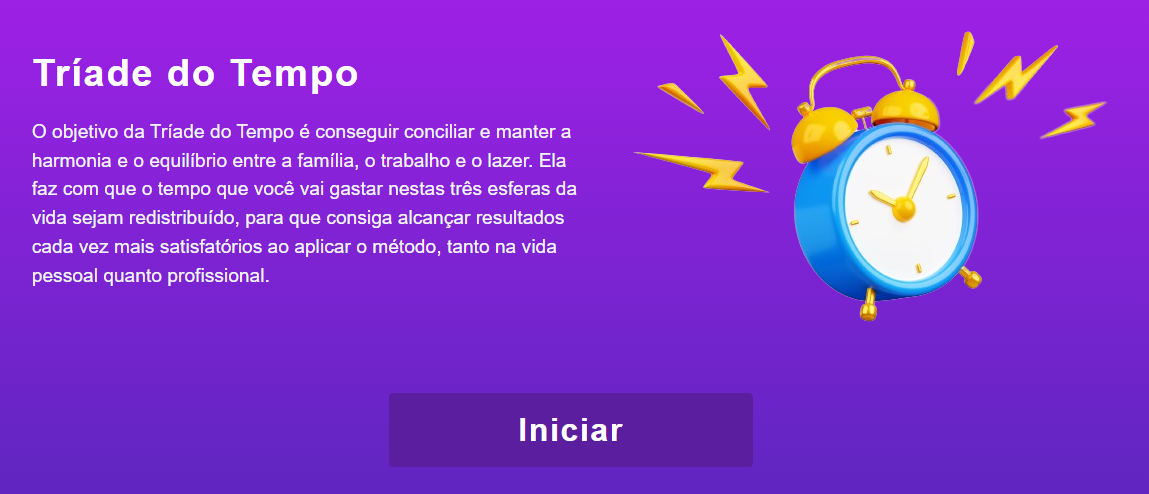 Tríade do Tempo
O objetivo da Tríade do Tempo é conseguir conciliar e manter a
harmonia e o equilíbrio entre a família, o trabalho e o lazer. Ela
faz com que o tempo que você vai gastar nestas três esferas da
vida sejam redistribuído, para que consiga alcançar resultados
cada vez mais satisfatórios ao aplicar o método, tanto na vida
pessoal quanto profissional.
Iniciar